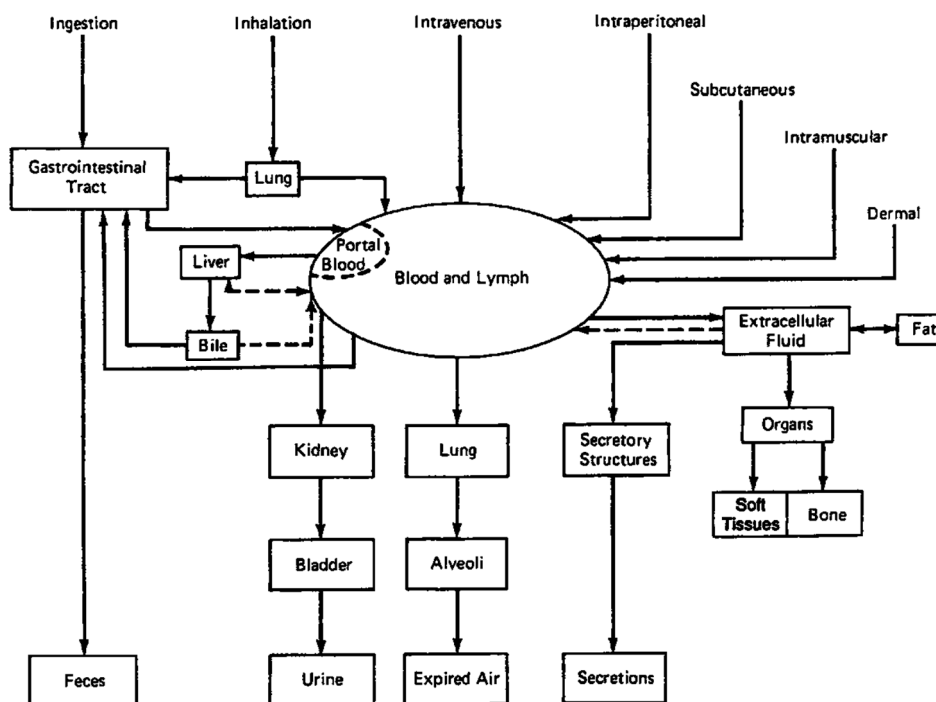 Ingestion
Inhalation
Intravenous
Intraperitoneal
Subcutaneous
Intramuscular
Dermal
Gastrointestinal
Tract
Lung
Portal
Blood
Liver
Blood and Lymph
Bile
Extracellular
Fluid
Fat
Organs
Kidney
Lung
Secretory
Structures
Soft
Tissues
Bone
Bladder
Alveoli
Feces
Urine
Expired Air
Secretions